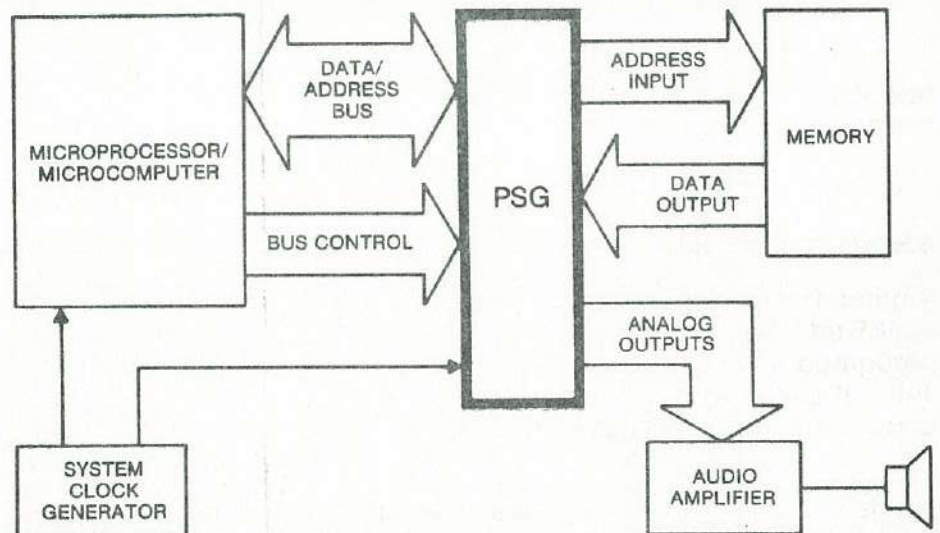 DATA/
ADDRESS
BUS
ADDRESS
INPUT
MICROPROCESSOR/
MICROCOMPUTER
MEMORY
PSG
DATA
OUTPUT
BUS CONTROL
ANALOG
OUTPUTS
SYSTEM
CLOCK
GENERATOR
AUDIO
AMPLIFIER